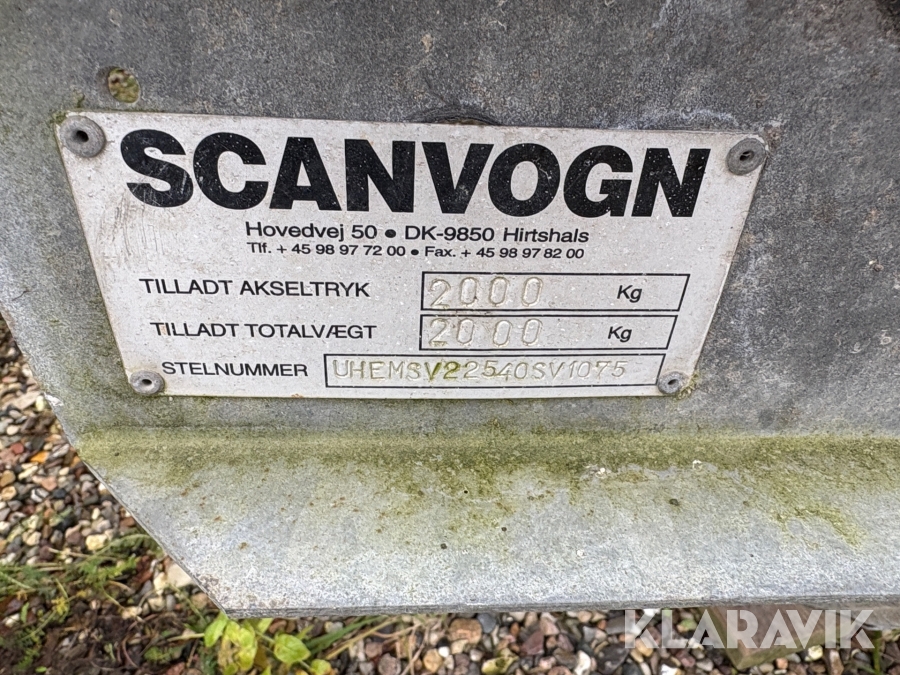 SCANVOGN
Hovedvej 50 • DK-9850 Hirtshals
Tlf. + 45 98 97 72 00 • Fax. + 45 98 97 82 00
TILLADT AKSELTRYK 2000 Kg
TILLADT TOTALVÆGT 2000 Kg
STELNUMMER UHEMSV22540SV1075
KLARAVIK